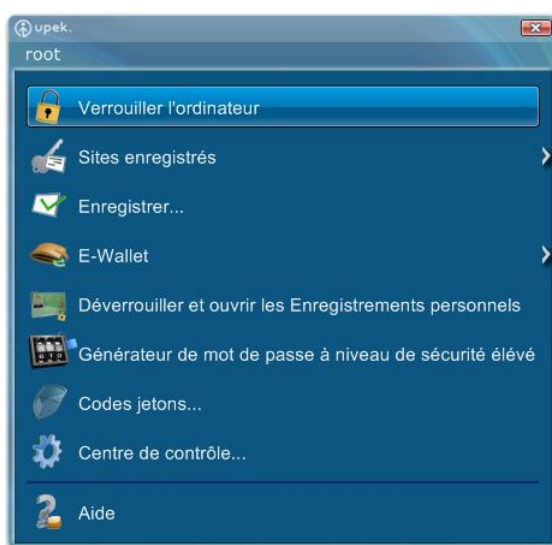 upek.
root
Verrouiller l'ordinateur
Sites enregistrés
Enregistrer...
E-Wallet
Déverrouiller et ouvrir les Enregistrements personnels
Générateur de mot de passe à niveau de sécurité élévé
Codes jetons...
Centre de contrôle...
Aide